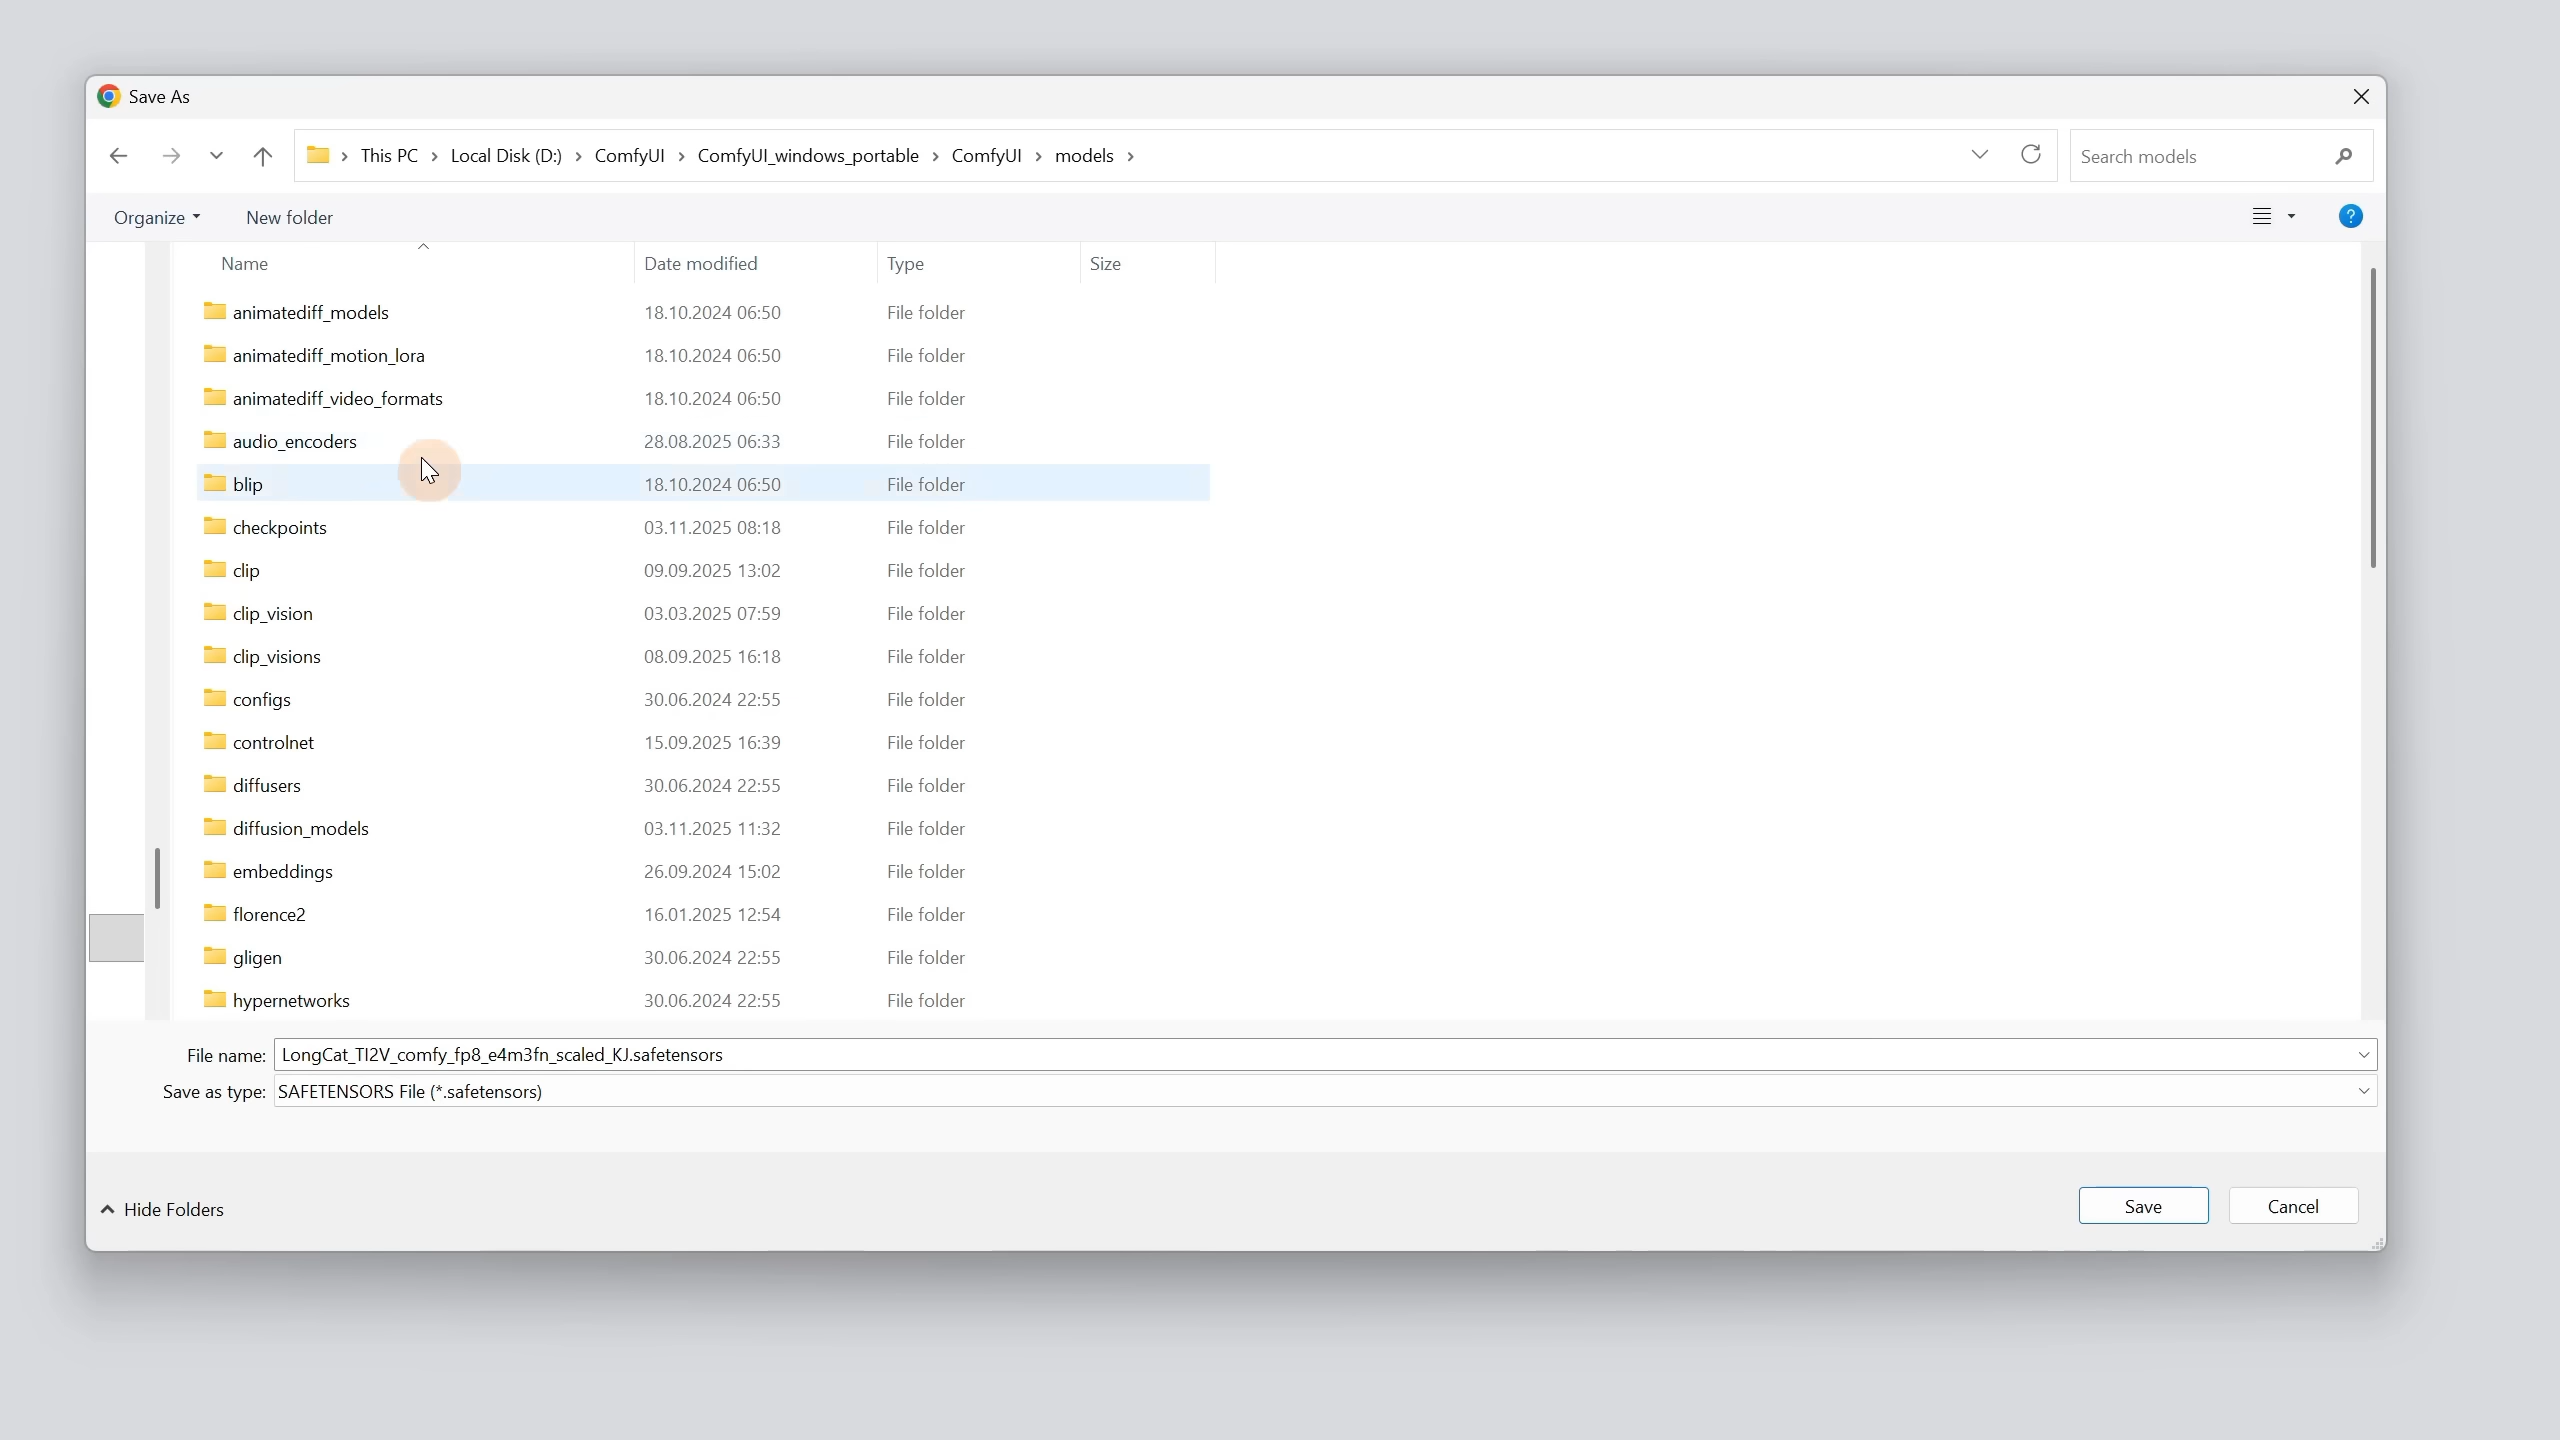 Save As
This PC > Local Disk (D:) > ComfyUI > ComfyUI_windows_portable > ComfyUI > models >
Search models
Organize
New folder
?
Name Date modified Type Size
animatediff_models 18.10.2024 06:50 File folder
animatediff_motion_lora 18.10.2024 06:50 File folder
animatediff_video_formats 18.10.2024 06:50 File folder
audio_encoders 28.08.2025 06:33 File folder
blip 18.10.2024 06:50 File folder
checkpoints 03.11.2025 08:18 File folder
clip 09.09.2025 13:02 File folder
clip_vision 03.03.2025 07:59 File folder
clip_visions 08.09.2025 16:18 File folder
configs 30.06.2024 22:55 File folder
controlnet 15.09.2025 16:39 File folder
diffusers 30.06.2024 22:55 File folder
diffusion_models 03.11.2025 11:32 File folder
embeddings 26.09.2024 15:02 File folder
florence2 16.01.2025 12:54 File folder
gligen 30.06.2024 22:55 File folder
hypernetworks 30.06.2024 22:55 File folder
File name: LongCat_TI2V_comfy_fp8_e4m3fn_scaled_KJ.safetensors
Save as type: SAFETENSORS File (*.safetensors)
Hide Folders
Save
Cancel